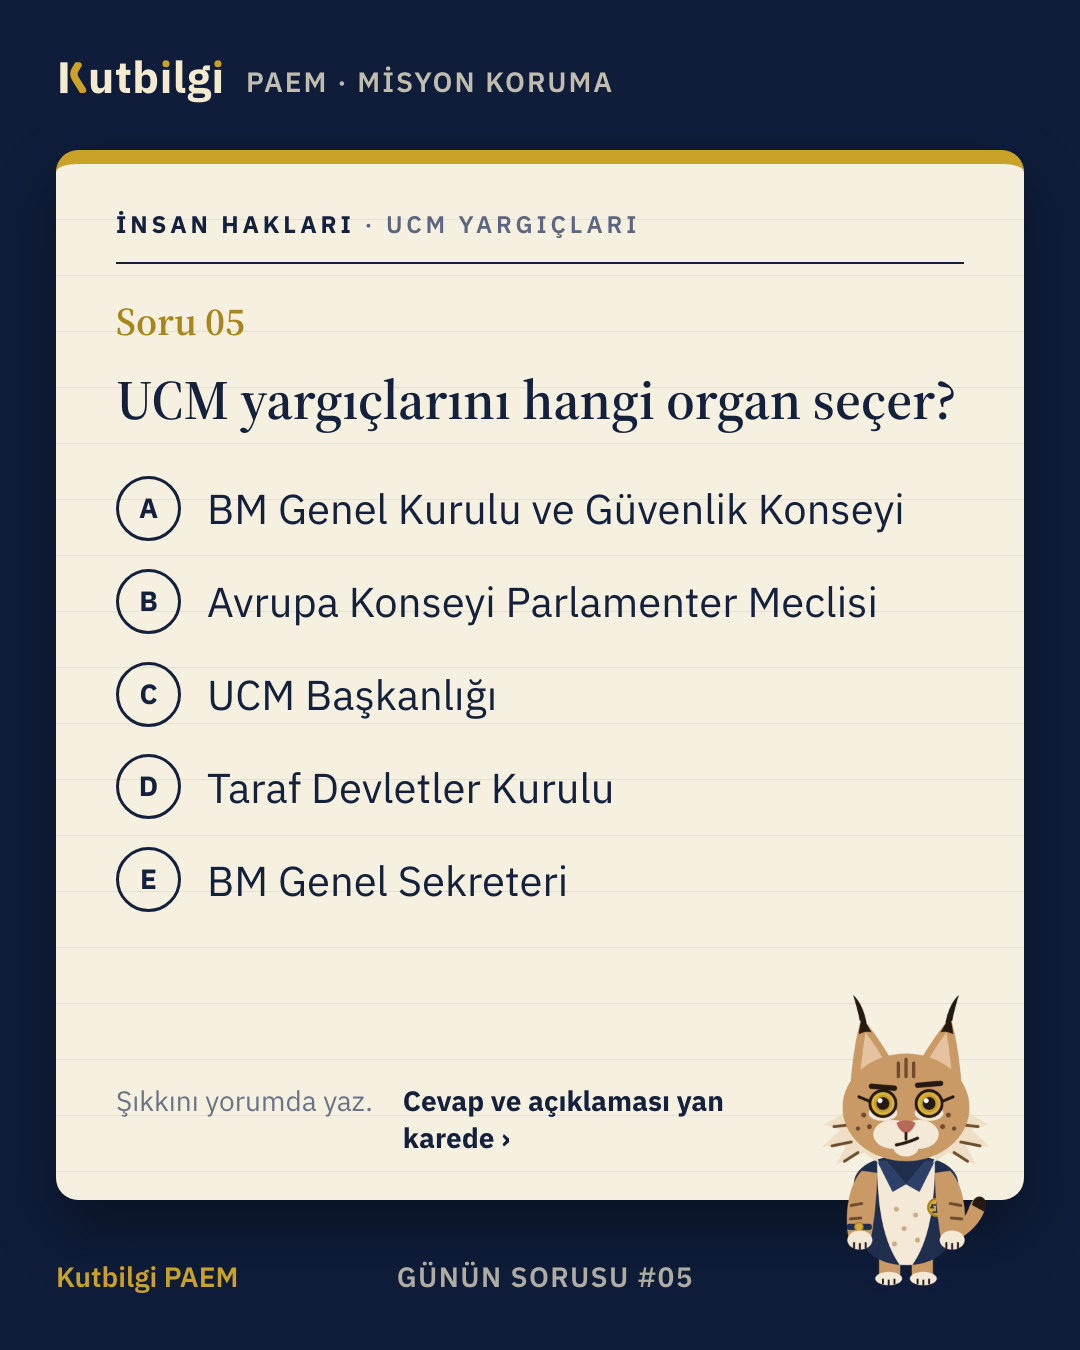 Kutbilgi PAEM · MİSYON KORUMA
İNSAN HAKLARI · UCM YARGIÇLARI
Soru 05
UCM yargıçlarını hangi organ seçer?
A BM Genel Kurulu ve Güvenlik Konseyi
B Avrupa Konseyi Parlamenter Meclisi
C UCM Başkanlığı
D Taraf Devletler Kurulu
E BM Genel Sekreteri
Şıkkını yorumda yaz. Cevap ve açıklaması yan
karede ›
Kutbilgi PAEM GÜNÜN SORUSU #05